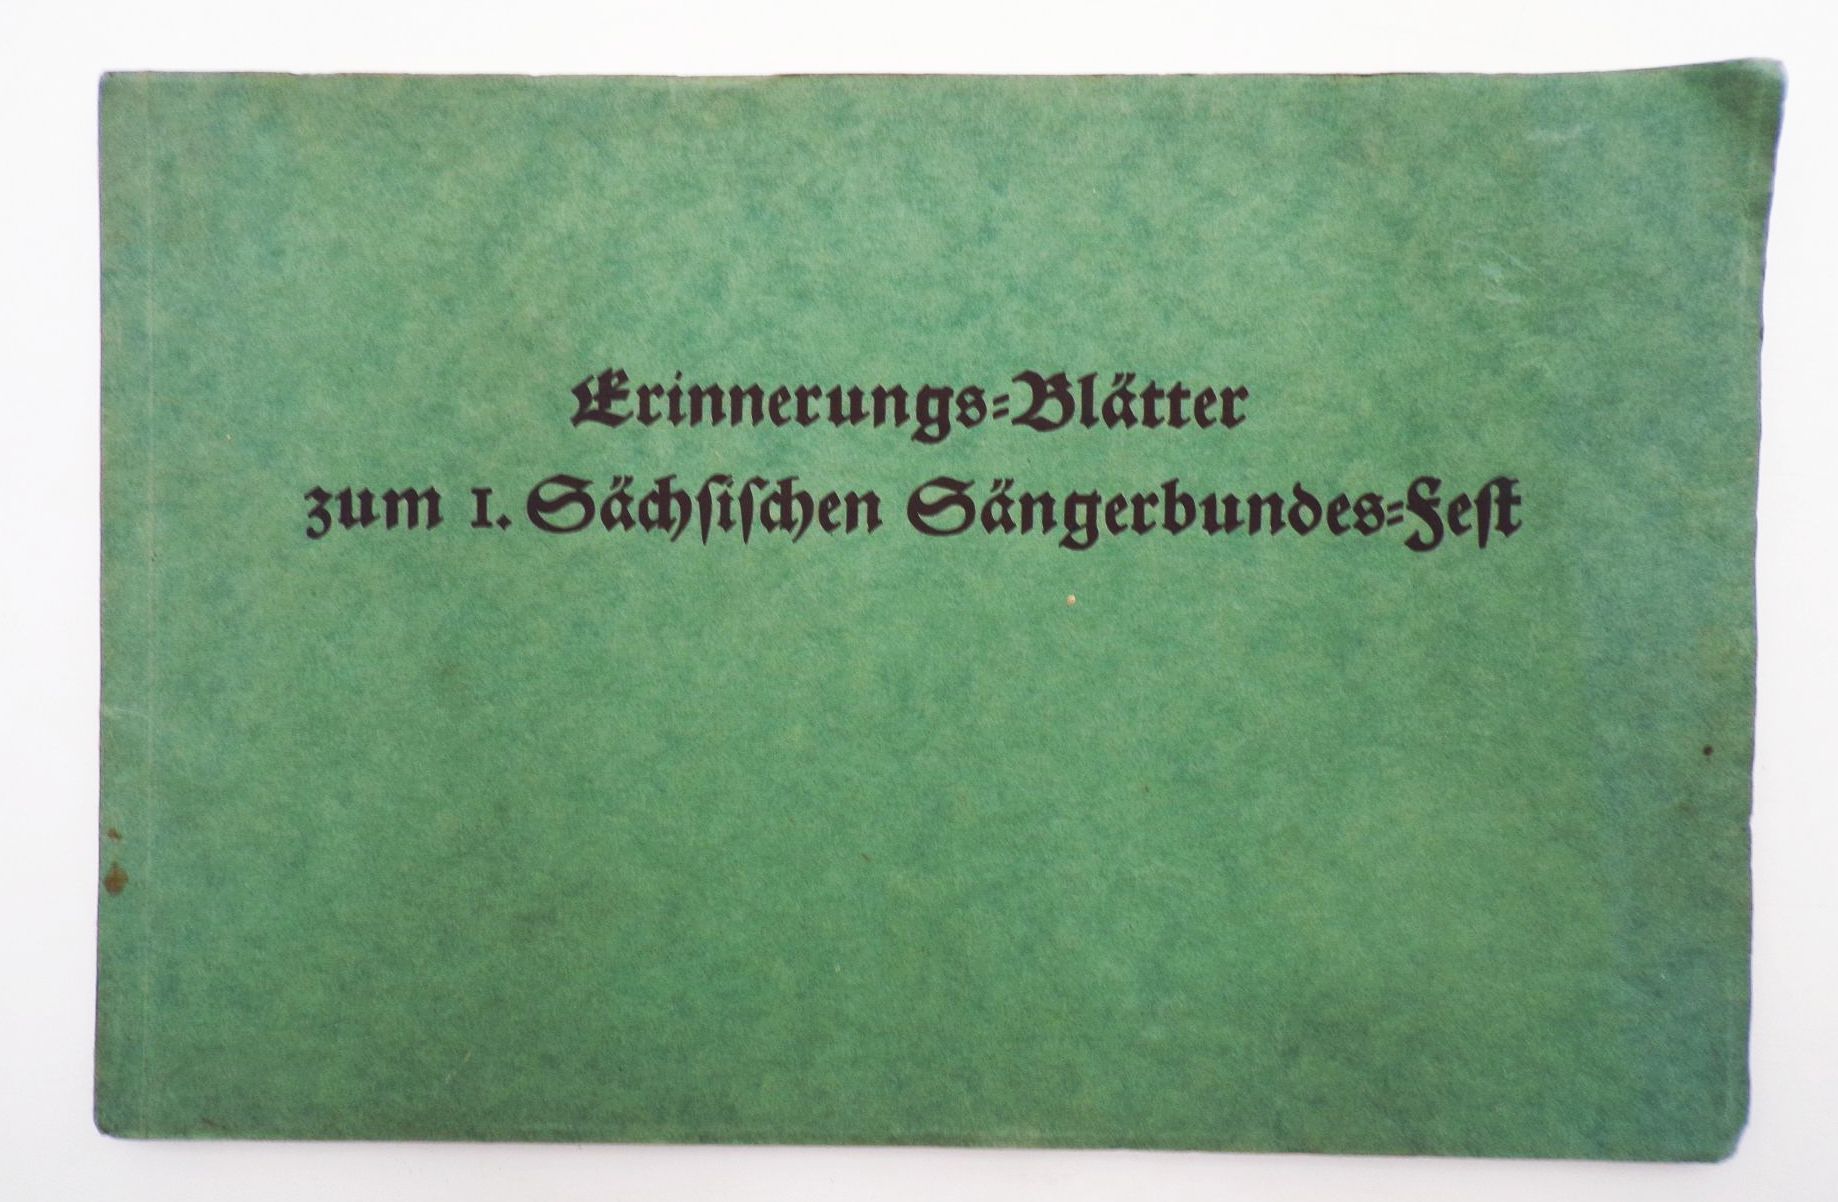 Erinnerungs=Blätter
zum 1. Sächſiſchen Sängerbundes=Feſt